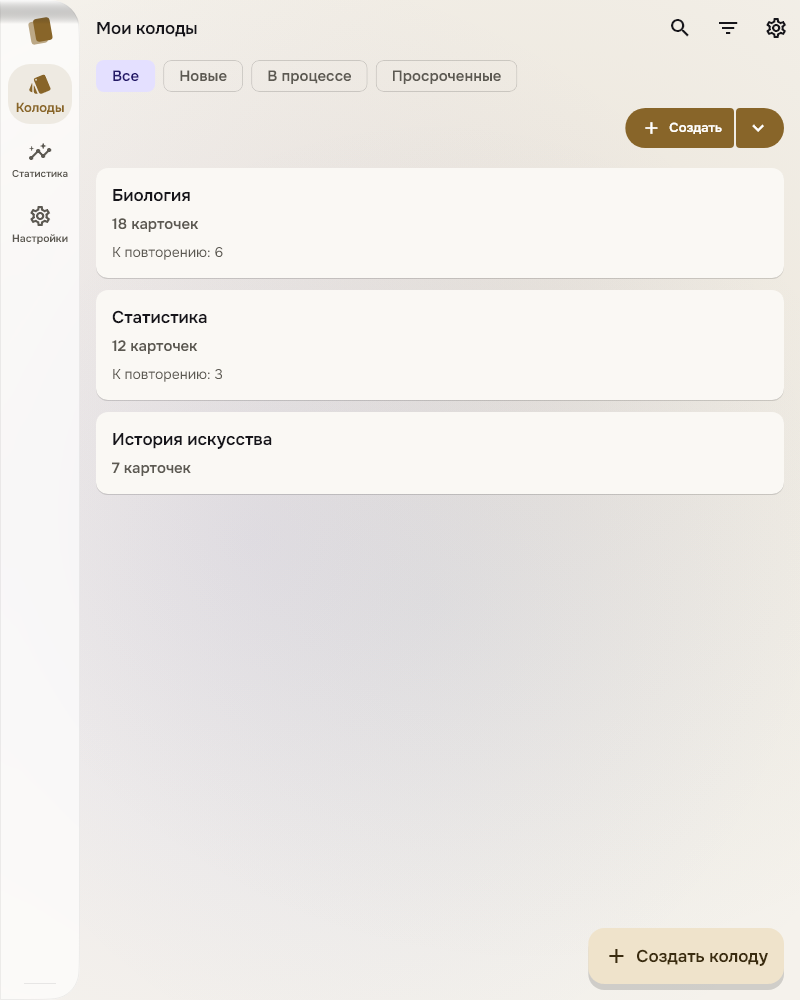 Мои колоды
Все
Новые
В процессе
Просроченные
Создать
Колоды
Статистика
Настройки
Биология
18 карточек
К повторению: 6
Статистика
12 карточек
К повторению: 3
История искусства
7 карточек
Создать колоду